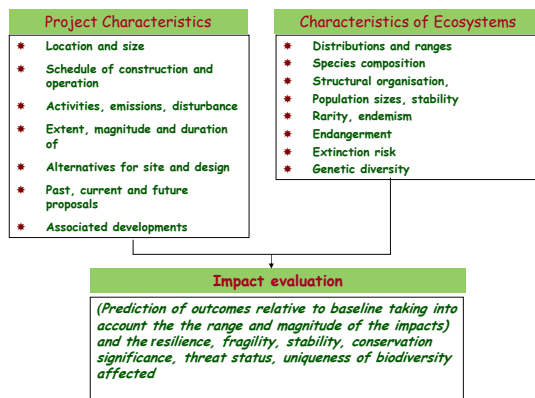 Project Characteristics
Location and size
Schedule of construction and
operation
Activities, emissions, disturbance
Extent, magnitude and duration
of
Alternatives for site and design
Past, current and future
proposals
Associated developments
Characteristics of Ecosystems
Distributions and ranges
Species composition
Structural organisation,
Population sizes, stability
Rarity, endemism
Endangerment
Extinction risk
Genetic diversity
Impact evaluation
(Prediction of outcomes relative to baseline taking into
account the the range and magnitude of the impacts)
and the resilience, fragility, stability, conservation
significance, threat status, uniqueness of biodiversity
affected